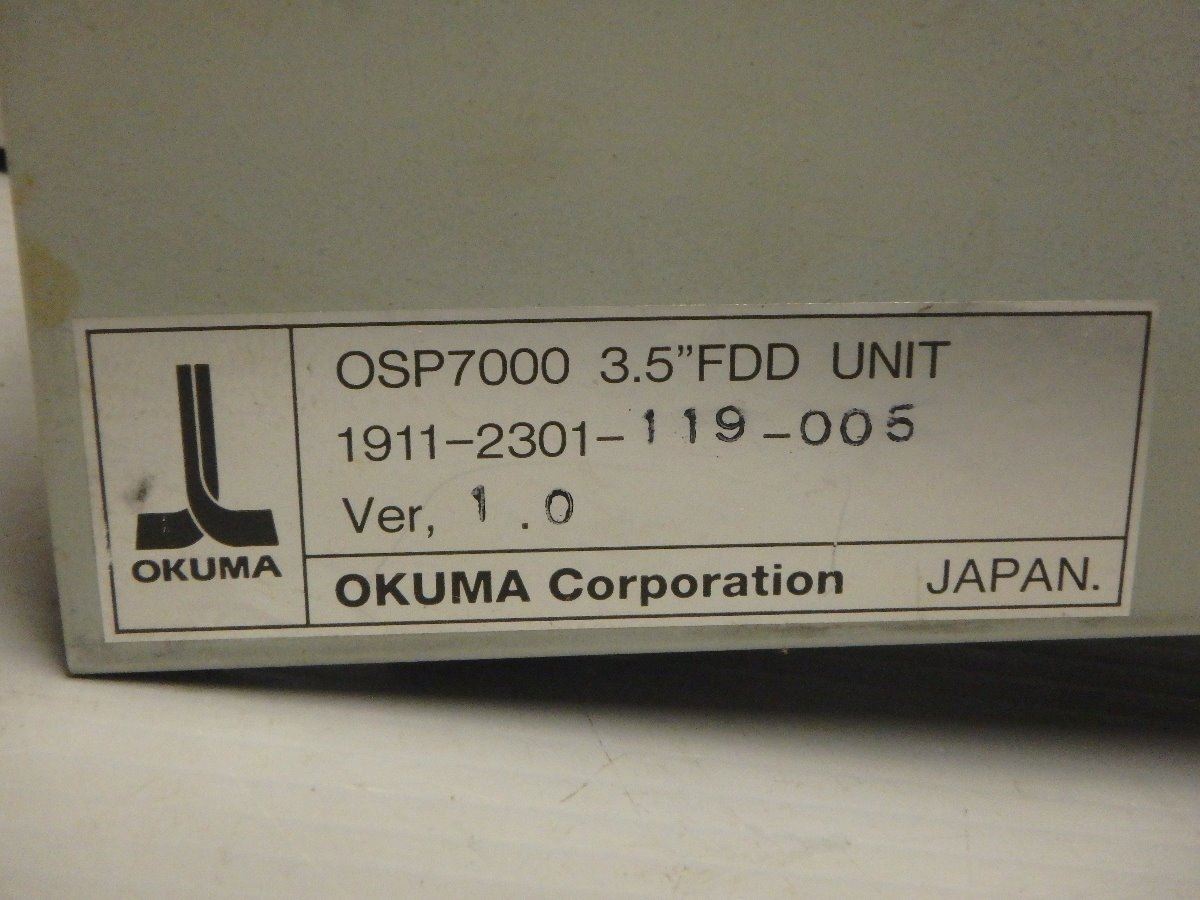 OSP7000 3.5”FDD UNIT
1911-2301-119-005
Ver, 1.0
OKUMA
OKUMA Corporation JAPAN.